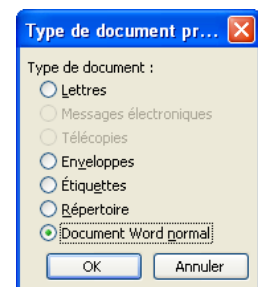 Type de document pr...
Type de document :
Lettres
Messages électroniques
Télécopies
Enveloppes
Étiquettes
Répertoire
Document Word normal
OK
Annuler